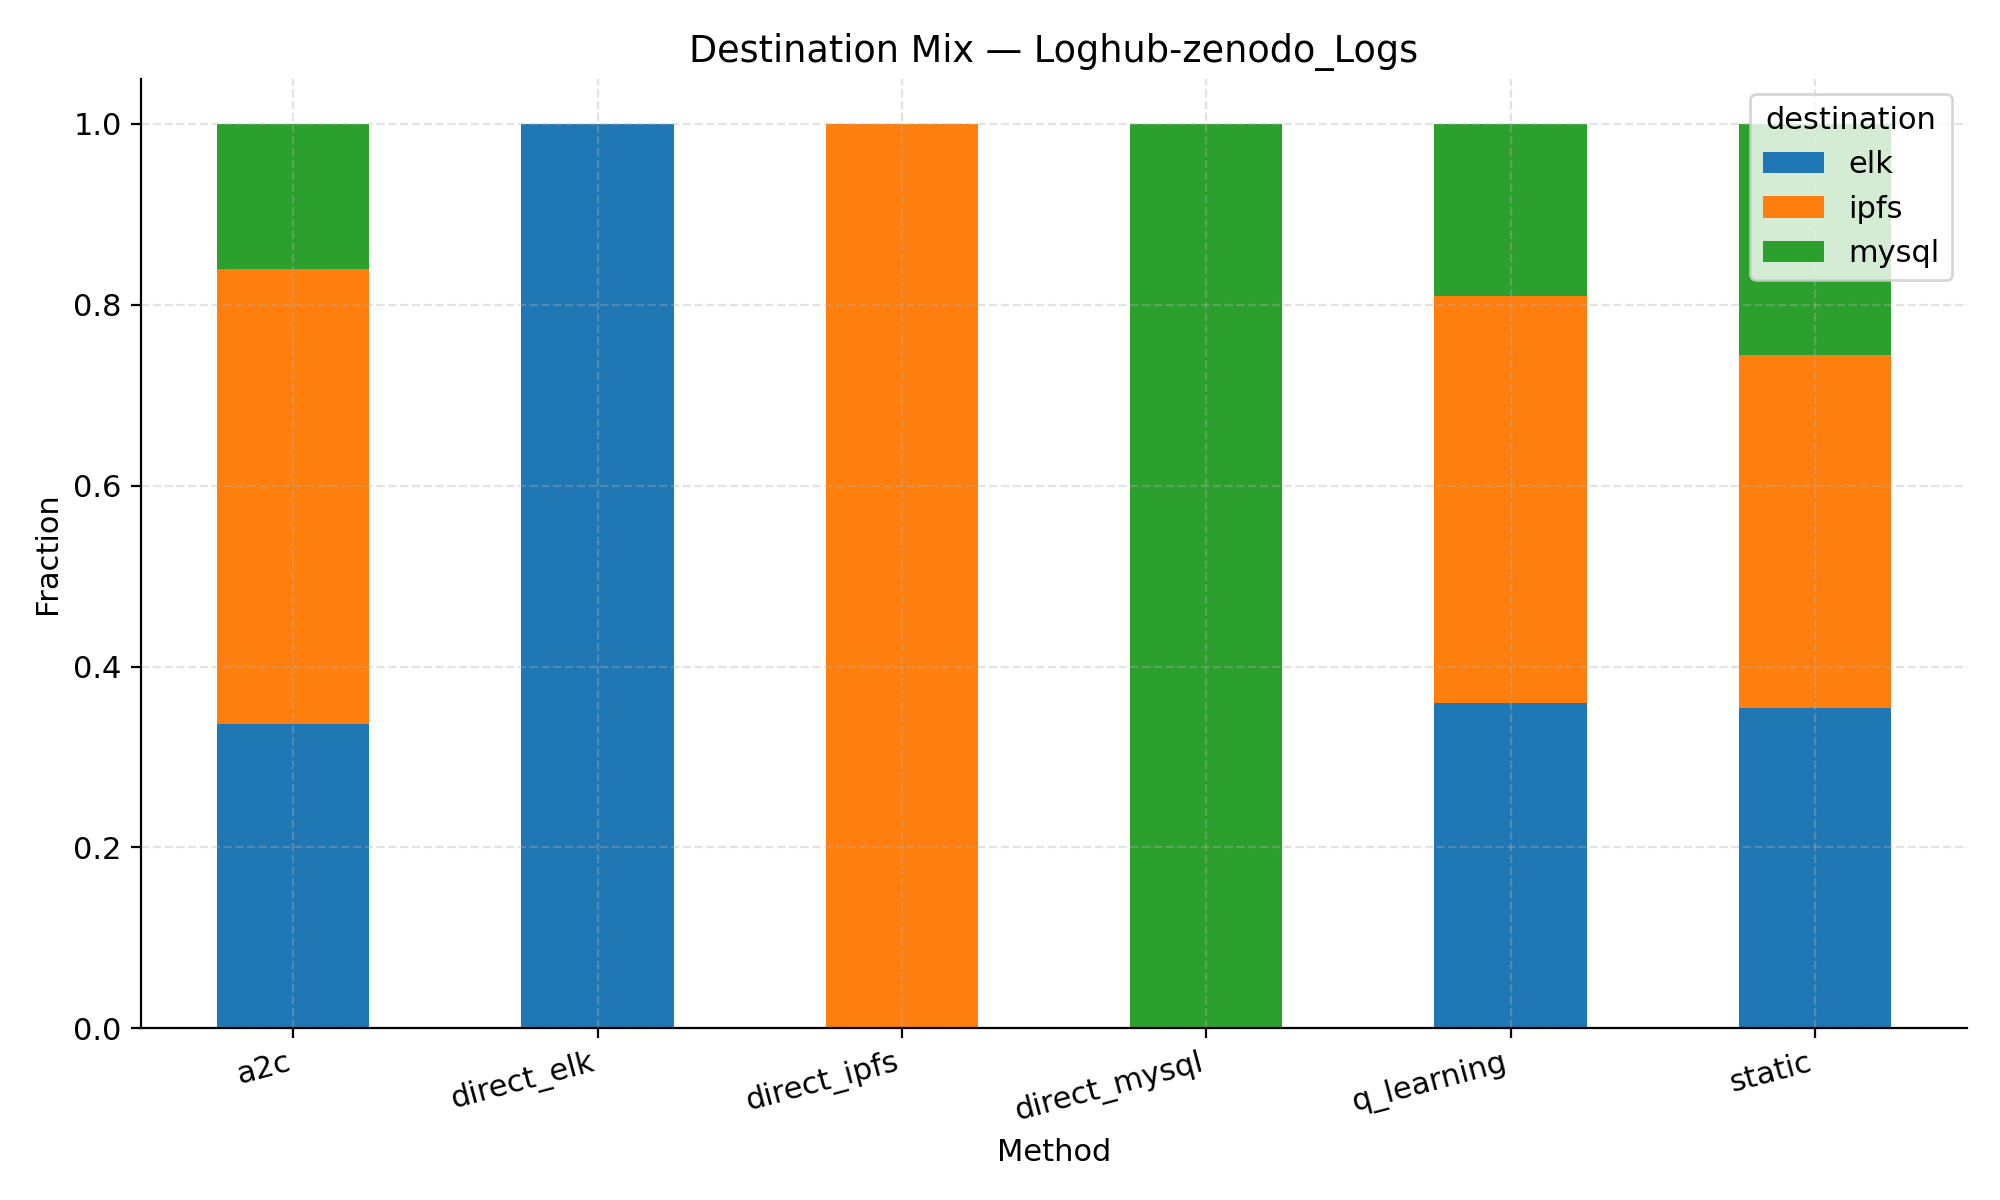 Destination Mix — Loghub-zenodo_Logs
destination
elk
ipfs
mysql
1.0
0.8
0.6
0.4
0.2
0.0
Fraction
a2c
direct_elk
direct_ipfs
direct_mysql
q_learning
static
Method